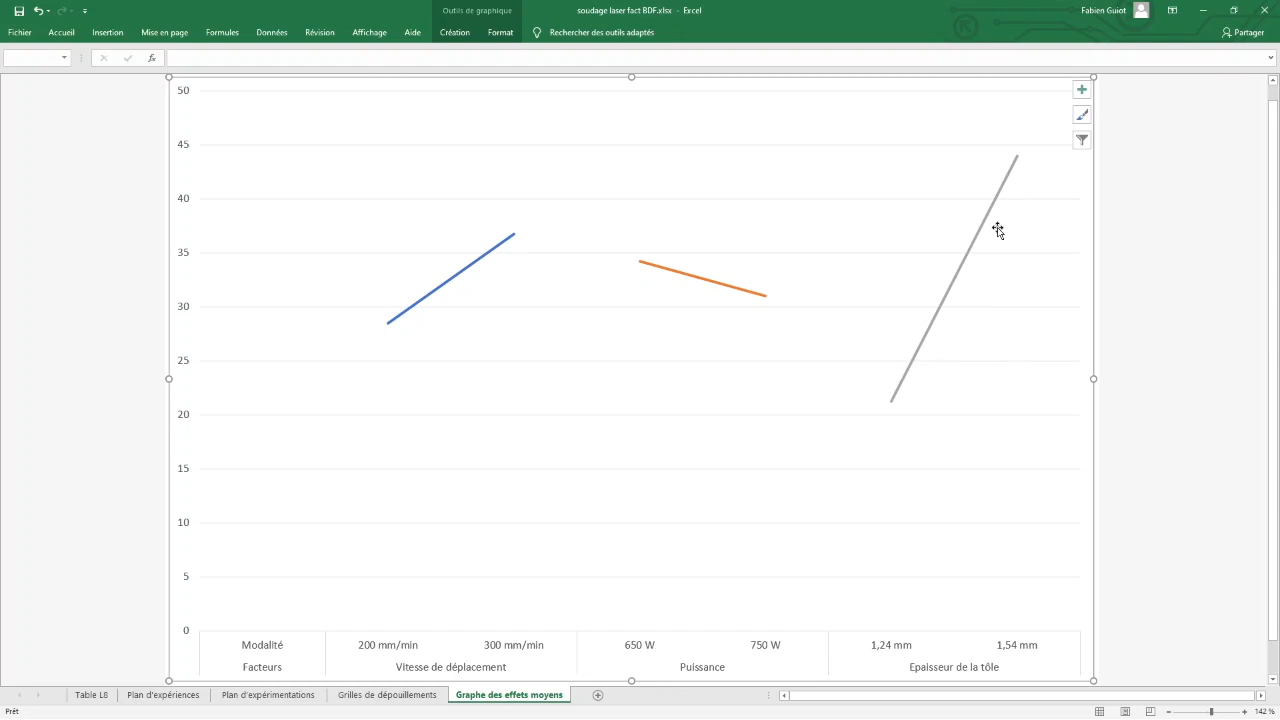 Outils de graphique
soudage laser fact BDF.xlsx - Excel
Fabien Guiot
Fichier Accueil Insertion Mise en page Formules Données Révision Affichage Aide Création Format Rechercher des outils adaptés Partager
fx
50
45
40
35
30
25
20
15
10
5
0
Modalité 200 mm/min 300 mm/min 650 W 750 W 1,24 mm 1,54 mm
Facteurs Vitesse de déplacement Puissance Epaisseur de la tôle
Table L8 Plan d'expériences Plan d'expérimentations Grilles de dépouillements Graphe des effets moyens
Prêt 142 %